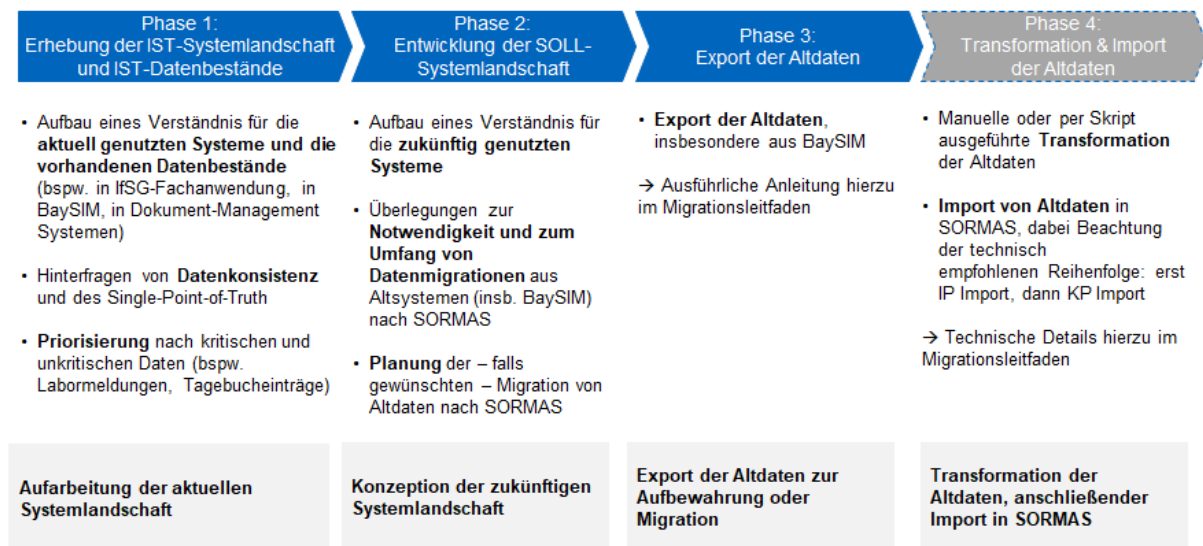 Phase 1:
Erhebung der IST-Systemlandschaft
und IST-Datenbestände
Phase 2:
Entwicklung der SOLL-
Systemlandschaft
Phase 3:
Export der Altdaten
Phase 4:
Transformation & Import
der Altdaten
• Aufbau eines Verständnis für die
aktuell genutzten Systeme und die
vorhandenen Datenbestände
(bspw. in IfSG-Fachanwendung, in
BaySIM, in Dokument-Management
Systemen)
• Hinterfragen von Datenkonsistenz
und des Single-Point-of-Truth
• Priorisierung nach kritischen und
unkritischen Daten (bspw.
Labormeldungen, Tagebucheinträge)
• Aufbau eines Verständnis für
die zukünftig genutzten
Systeme
• Überlegungen zur
Notwendigkeit und zum
Umfang von
Datenmigrationen aus
Altsystemen (insb. BaySIM)
nach SORMAS
• Planung der – falls
gewünschten – Migration von
Altdaten nach SORMAS
• Export der Altdaten,
insbesondere aus BaySIM
→ Ausführliche Anleitung hierzu
im Migrationsleitfaden
• Manuelle oder per Skript
ausgeführte Transformation
der Altdaten
• Import von Altdaten in
SORMAS, dabei Beachtung
der technisch
empfohlenen Reihenfolge: erst
IP Import, dann KP Import
→ Technische Details hierzu im
Migrationsleitfaden
Aufarbeitung der aktuellen
Systemlandschaft
Konzeption der zukünftigen
Systemlandschaft
Export der Altdaten zur
Aufbewahrung oder
Migration
Transformation der
Altdaten, anschließender
Import in SORMAS